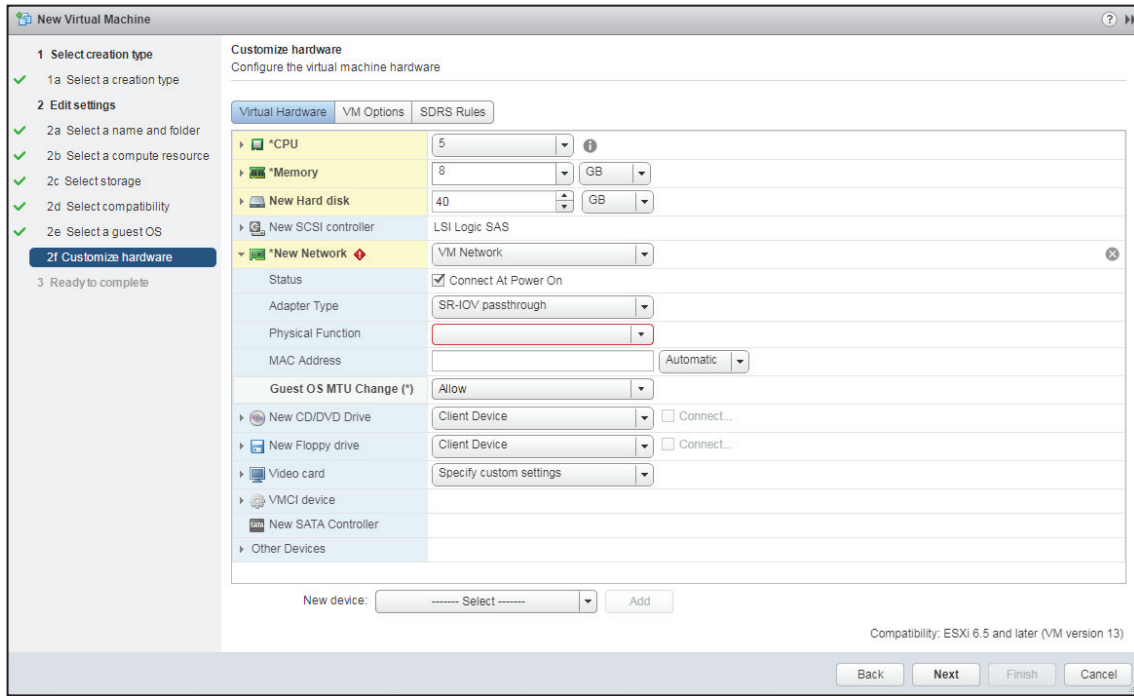 New Virtual Machine
1 Select creation type
1a Select a creation type
2 Edit settings
2a Select a name and folder
2b Select a compute resource
2c Select storage
2d Select compatibility
2e Select a guest OS
2f Customize hardware
3 Ready to complete
Customize hardware
Configure the virtual machine hardware
Virtual Hardware VM Options SDRS Rules
*CPU 5
*Memory 8 GB
New Hard disk 40 GB
New SCSI controller LSI Logic SAS
*New Network VM Network
Status Connect At Power On
Adapter Type SR-IOV passthrough
Physical Function
MAC Address Automatic
Guest OS MTU Change (*) Allow
New CD/DVD Drive Client Device Connect...
New Floppy drive Client Device Connect...
Video card Specify custom settings
VMCI device
SATA New SATA Controller
Other Devices
New device: ------- Select ------- Add
Compatibility: ESXi 6.5 and later (VM version 13)
Back Next Finish Cancel